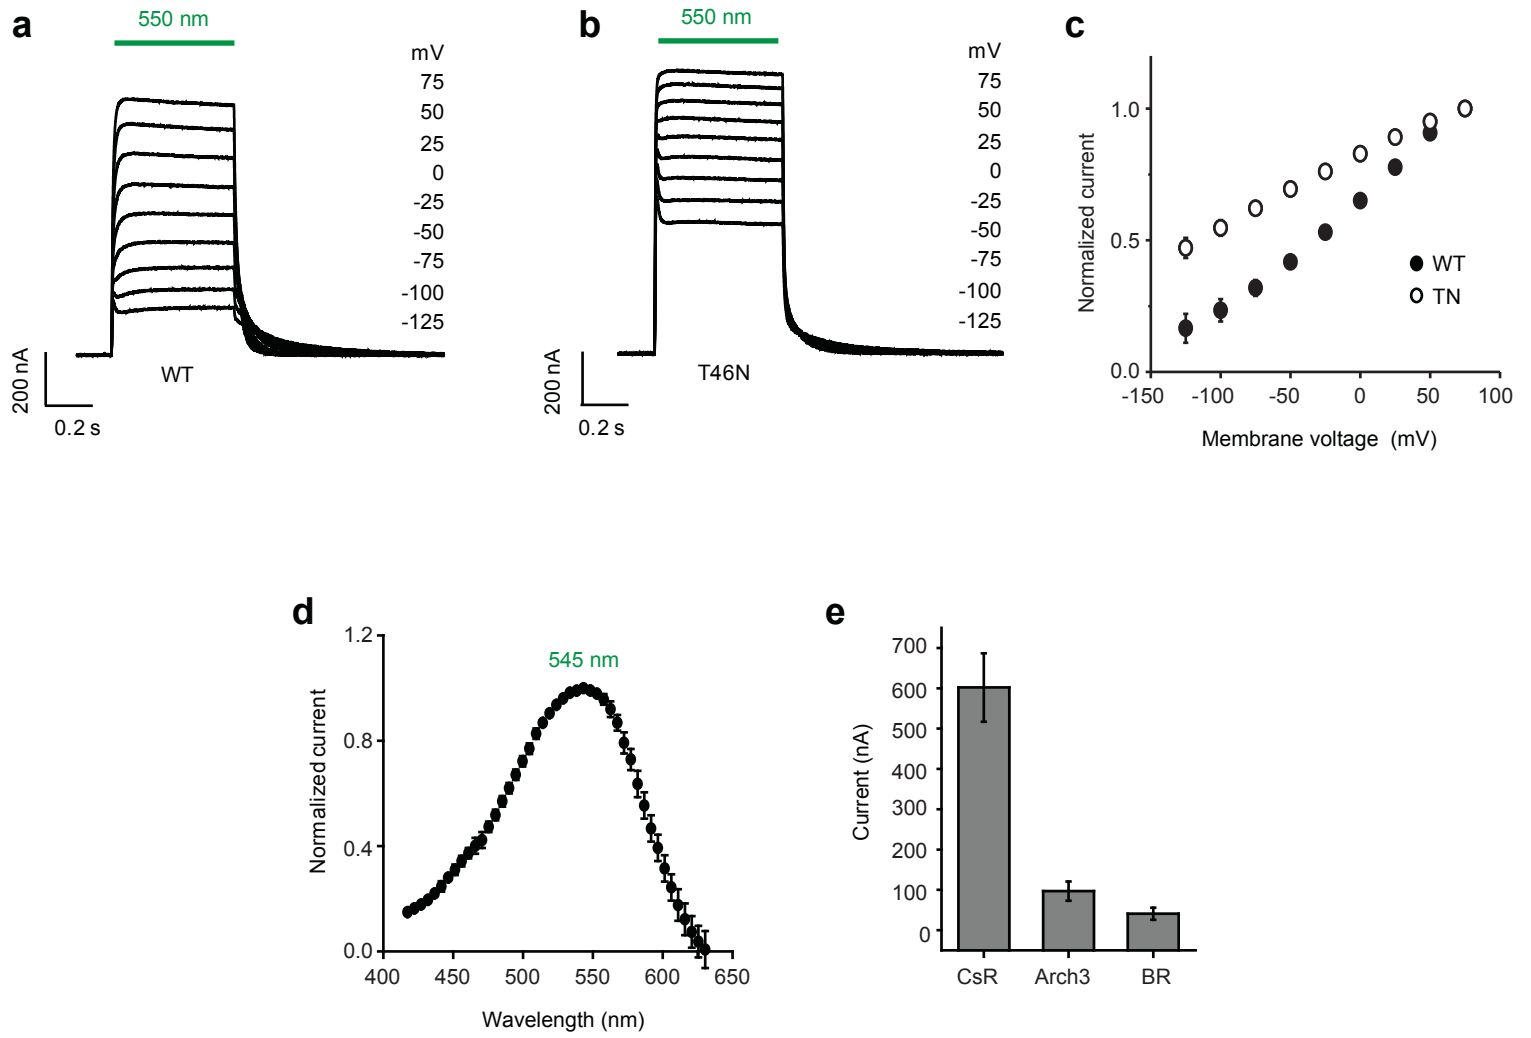 a
550 nm
mV
75
50
25
0
-25
-50
-75
-100
-125
WT
200 nA
0.2 s
b
550 nm
mV
75
50
25
0
-25
-50
-75
-100
-125
T46N
200 nA
0.2 s
c
Normalized current
1.0
0.5
0.0
WT
TN
-150 -100 -50 0 50 100
Membrane voltage (mV)
d
545 nm
Normalized current
1.2
0.8
0.4
0.0
400 450 500 550 600 650
Wavelength (nm)
e
Current (nA)
700
600
500
400
300
200
100
0
CsR Arch3 BR